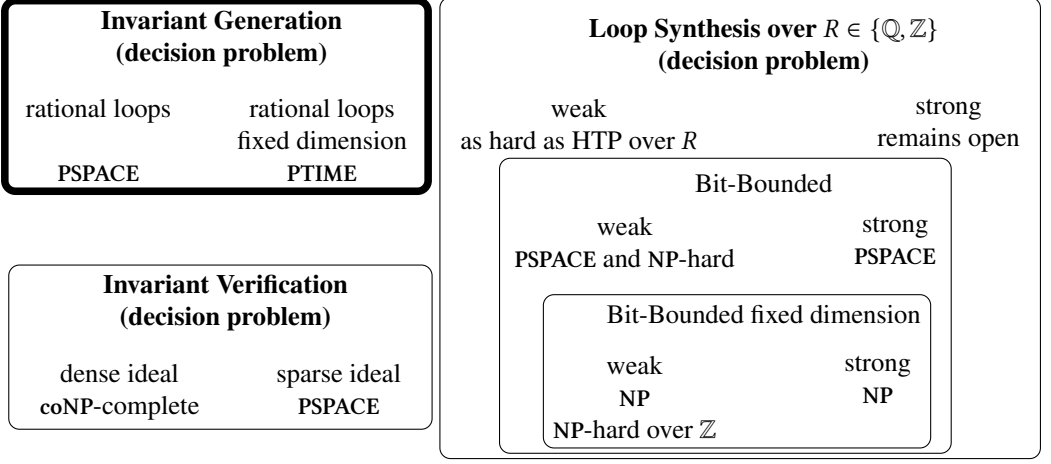 Invariant Generation
(decision problem)
rational loops rational loops
fixed dimension
PSPACE PTIME
Invariant Verification
(decision problem)
dense ideal sparse ideal
coNP-complete PSPACE
Loop Synthesis over R ∈ {ℚ, ℤ}
(decision problem)
weak strong
as hard as HTP over R remains open
Bit-Bounded
weak strong
PSPACE and NP-hard PSPACE
Bit-Bounded fixed dimension
weak strong
NP NP
NP-hard over ℤ